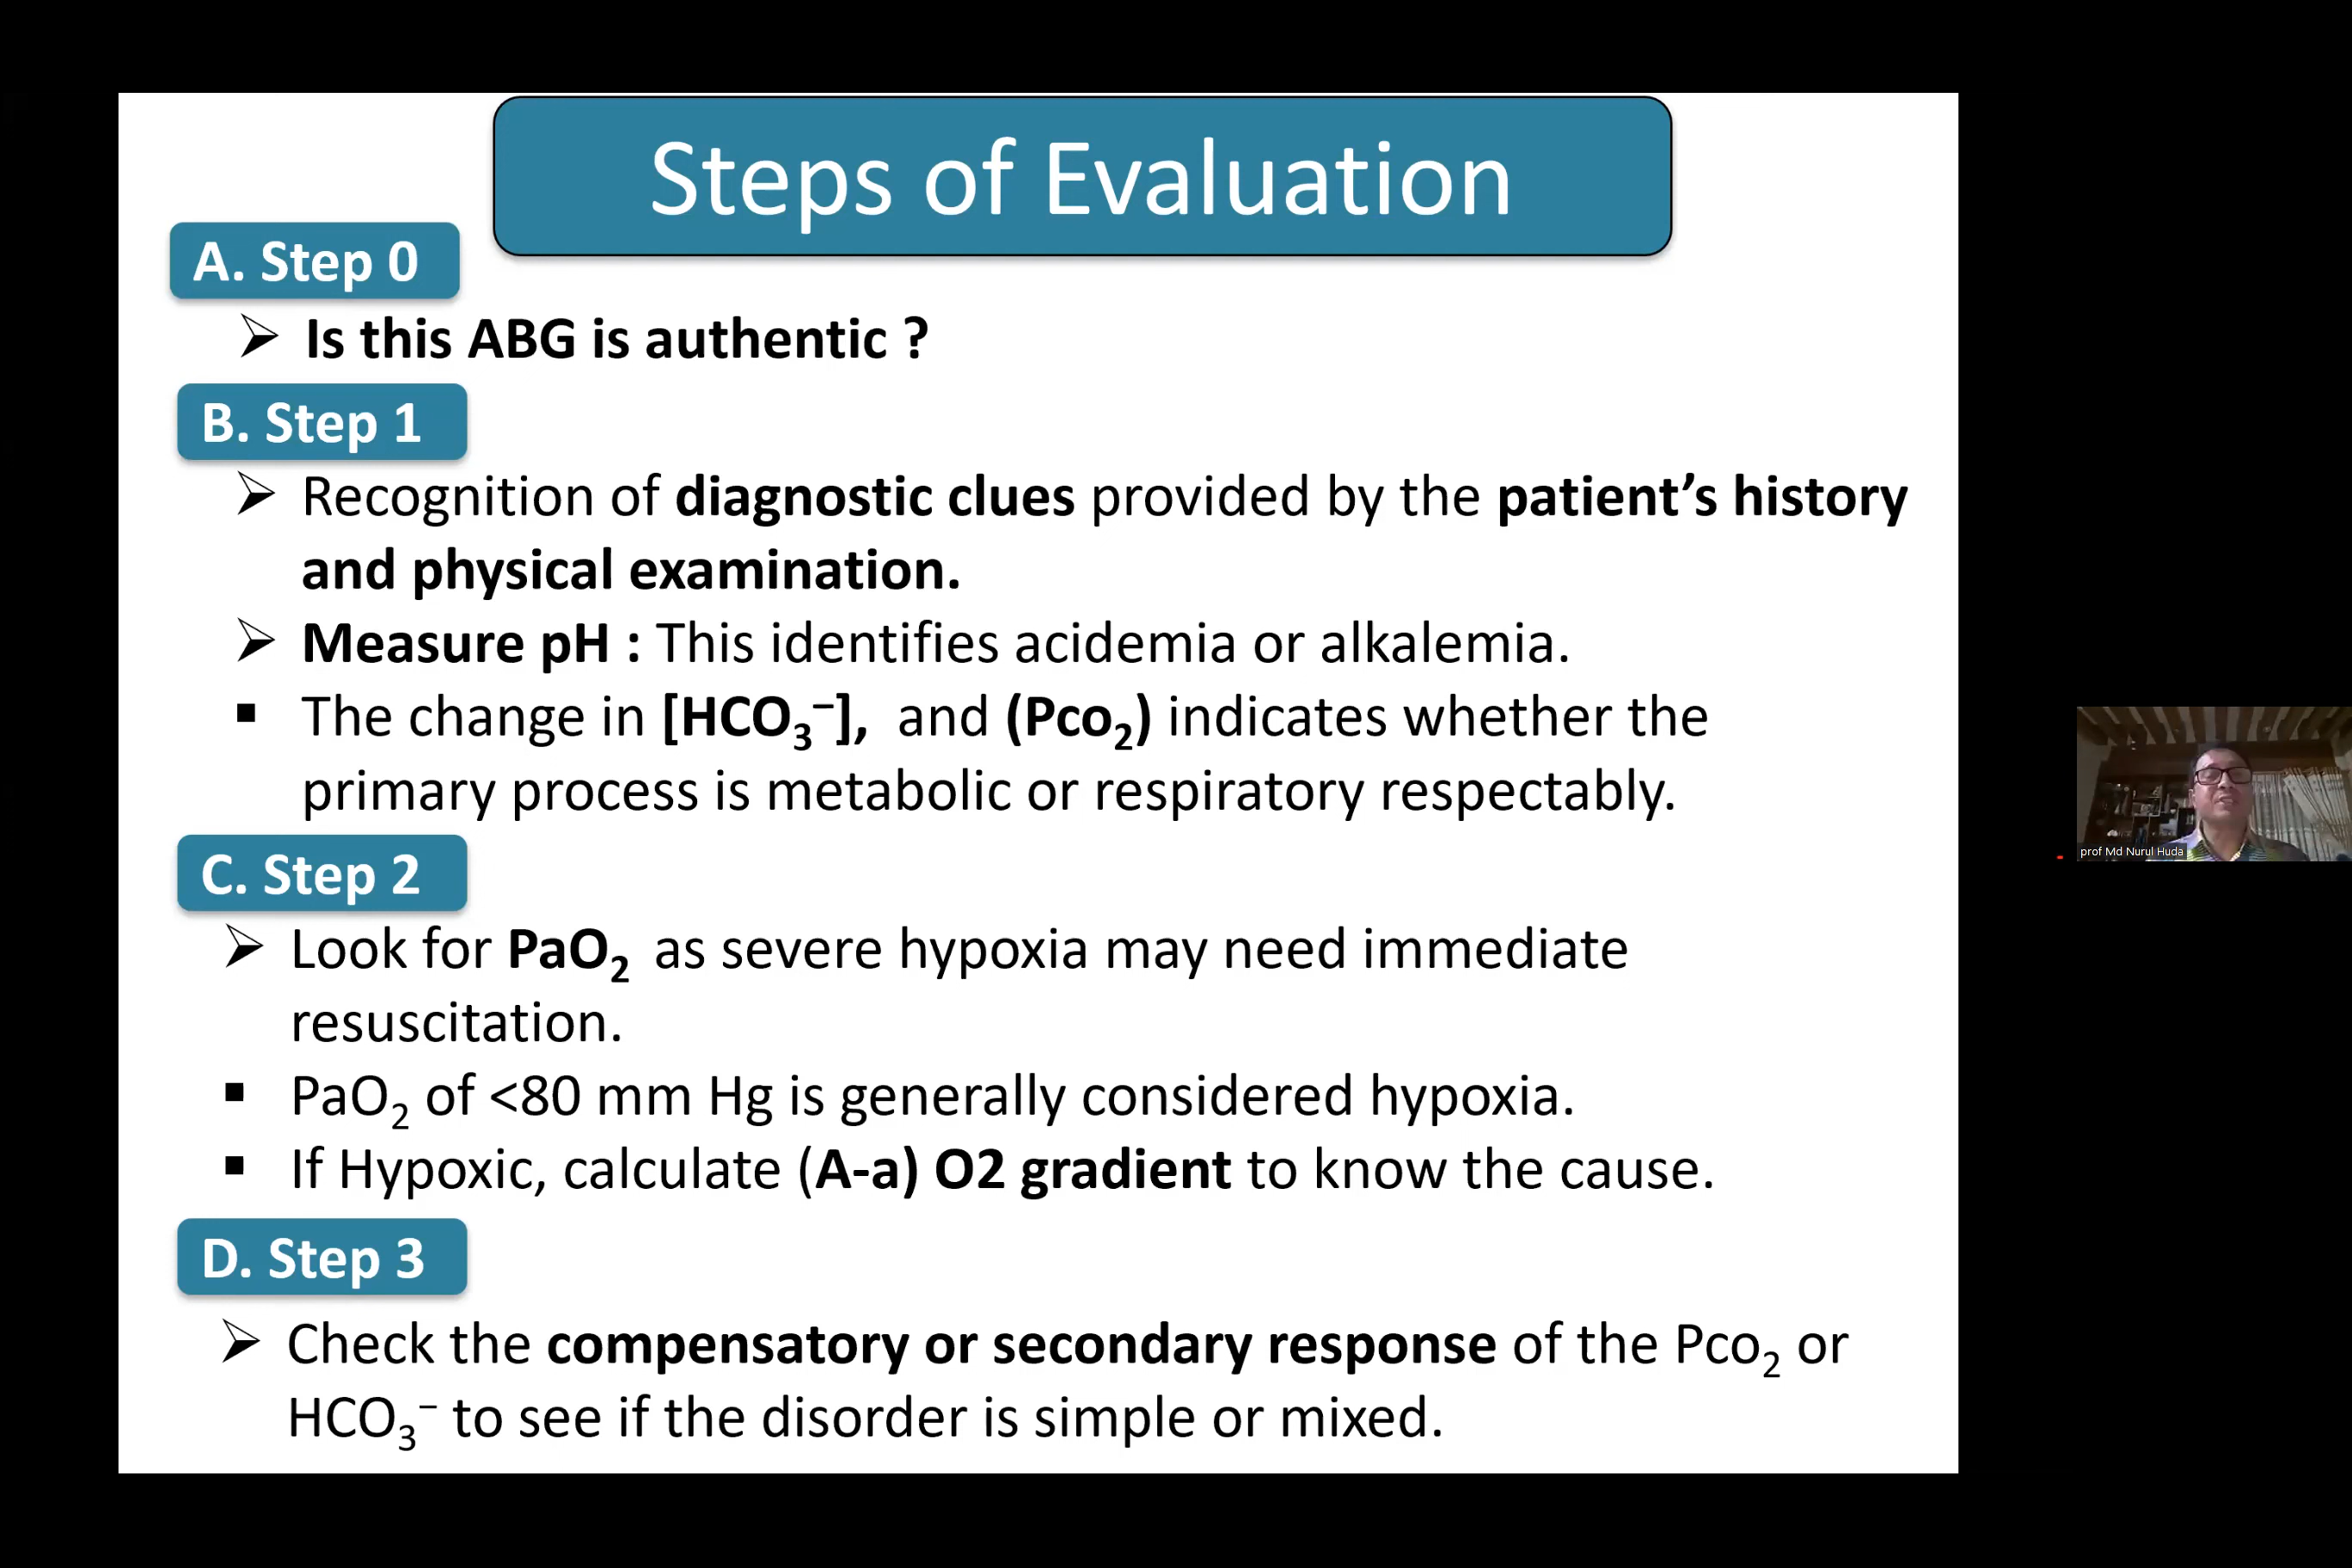 Steps of Evaluation
A. Step 0
➢ Is this ABG is authentic ?
B. Step 1
➢ Recognition of diagnostic clues provided by the patient’s history
and physical examination.
➢ Measure pH : This identifies acidemia or alkalemia.
▪ The change in [HCO₃⁻], and (Pco₂) indicates whether the
primary process is metabolic or respiratory respectably.
C. Step 2
➢ Look for PaO₂ as severe hypoxia may need immediate
resuscitation.
▪ PaO₂ of <80 mm Hg is generally considered hypoxia.
▪ If Hypoxic, calculate (A-a) O2 gradient to know the cause.
D. Step 3
➢ Check the compensatory or secondary response of the Pco₂ or
HCO₃⁻ to see if the disorder is simple or mixed.
prof Md Nurul Huda